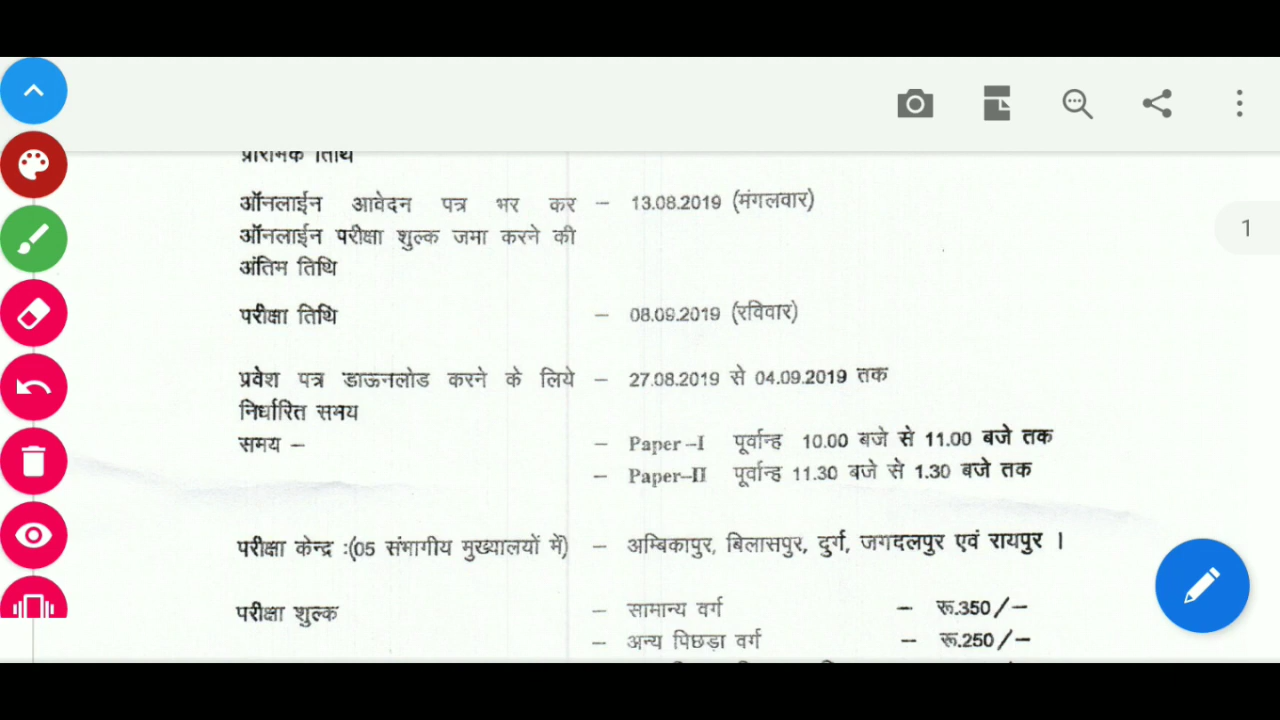 प्रारंभिक तिथि
1
ऑनलाईन आवेदन पत्र भर कर – 13.08.2019 (मंगलवार)
ऑनलाईन परीक्षा शुल्क जमा करने की
अंतिम तिथि
परीक्षा तिथि – 08.09.2019 (रविवार)
प्रवेश पत्र डाऊनलोड करने के लिये – 27.08.2019 से 04.09.2019 तक
निर्धारित समय
समय – – Paper –I पूर्वान्ह 10.00 बजे से 11.00 बजे तक
– Paper–II पूर्वान्ह 11.30 बजे से 1.30 बजे तक
परीक्षा केन्द्र :(05 संभागीय मुख्यालयों में) – अम्बिकापुर, बिलासपुर, दुर्ग, जगदलपुर एवं रायपुर ।
परीक्षा शुल्क – सामान्य वर्ग – रू.350/–
– अन्य पिछड़ा वर्ग – रू.250/–